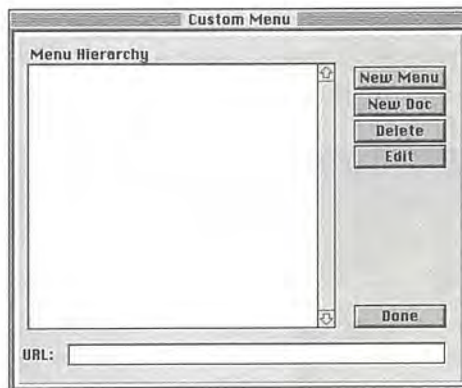 Custom Menu
Menu Hierarchy
New Menu
New Doc
Delete
Edit
Done
URL: